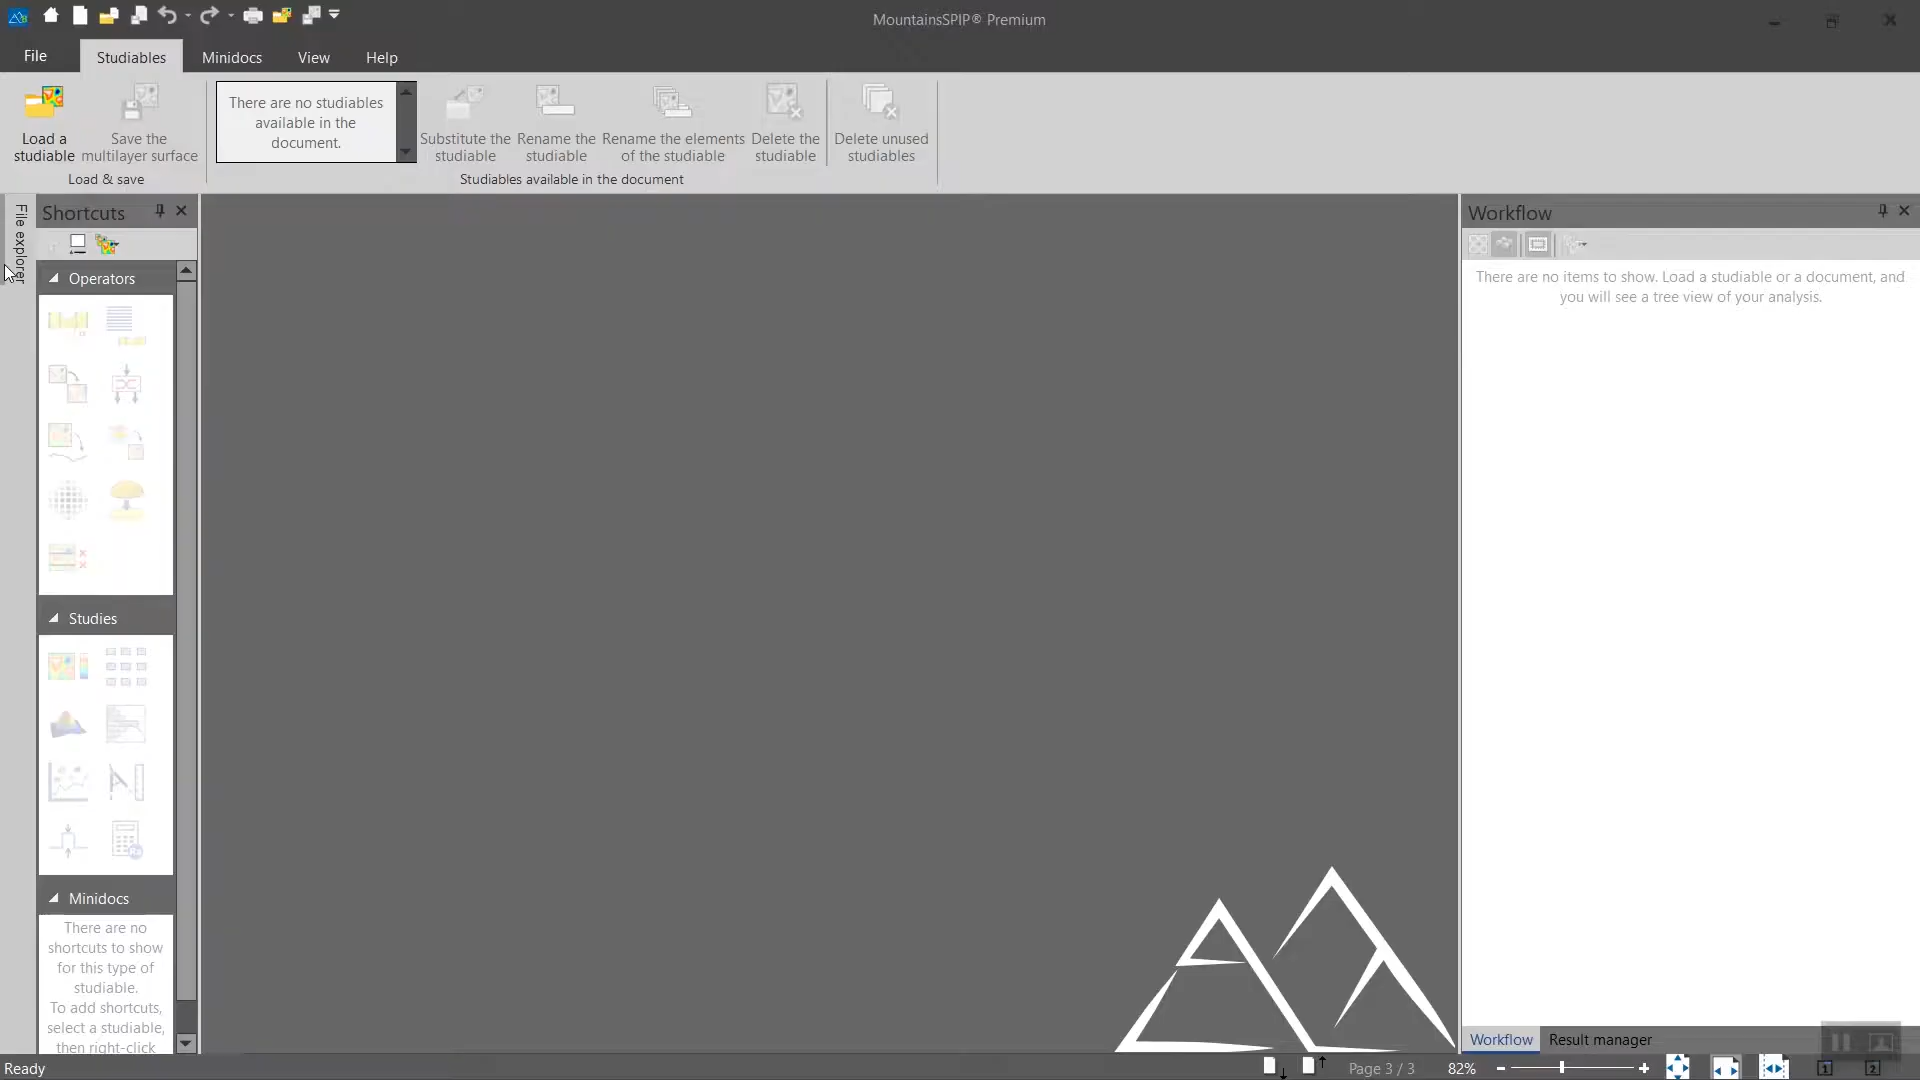 MountainsSPIP® Premium
File
Studiables
Minidocs
View
Help
Load a
studiable
Save the
multilayer surface
Load & save
There are no studiables
available in the
document.
Substitute the
studiable
Rename the
studiable
Rename the elements
of the studiable
Delete the
studiable
Delete unused
studiables
Studiables available in the document
File explorer
Shortcuts
Operators
Studies
Minidocs
There are no
shortcuts to show
for this type of
studiable.
To add shortcuts,
select a studiable,
then right-click
Workflow
There are no items to show. Load a studiable or a document, and
you will see a tree view of your analysis.
Workflow
Result manager
Ready
Page 3 / 3
82%
1
2